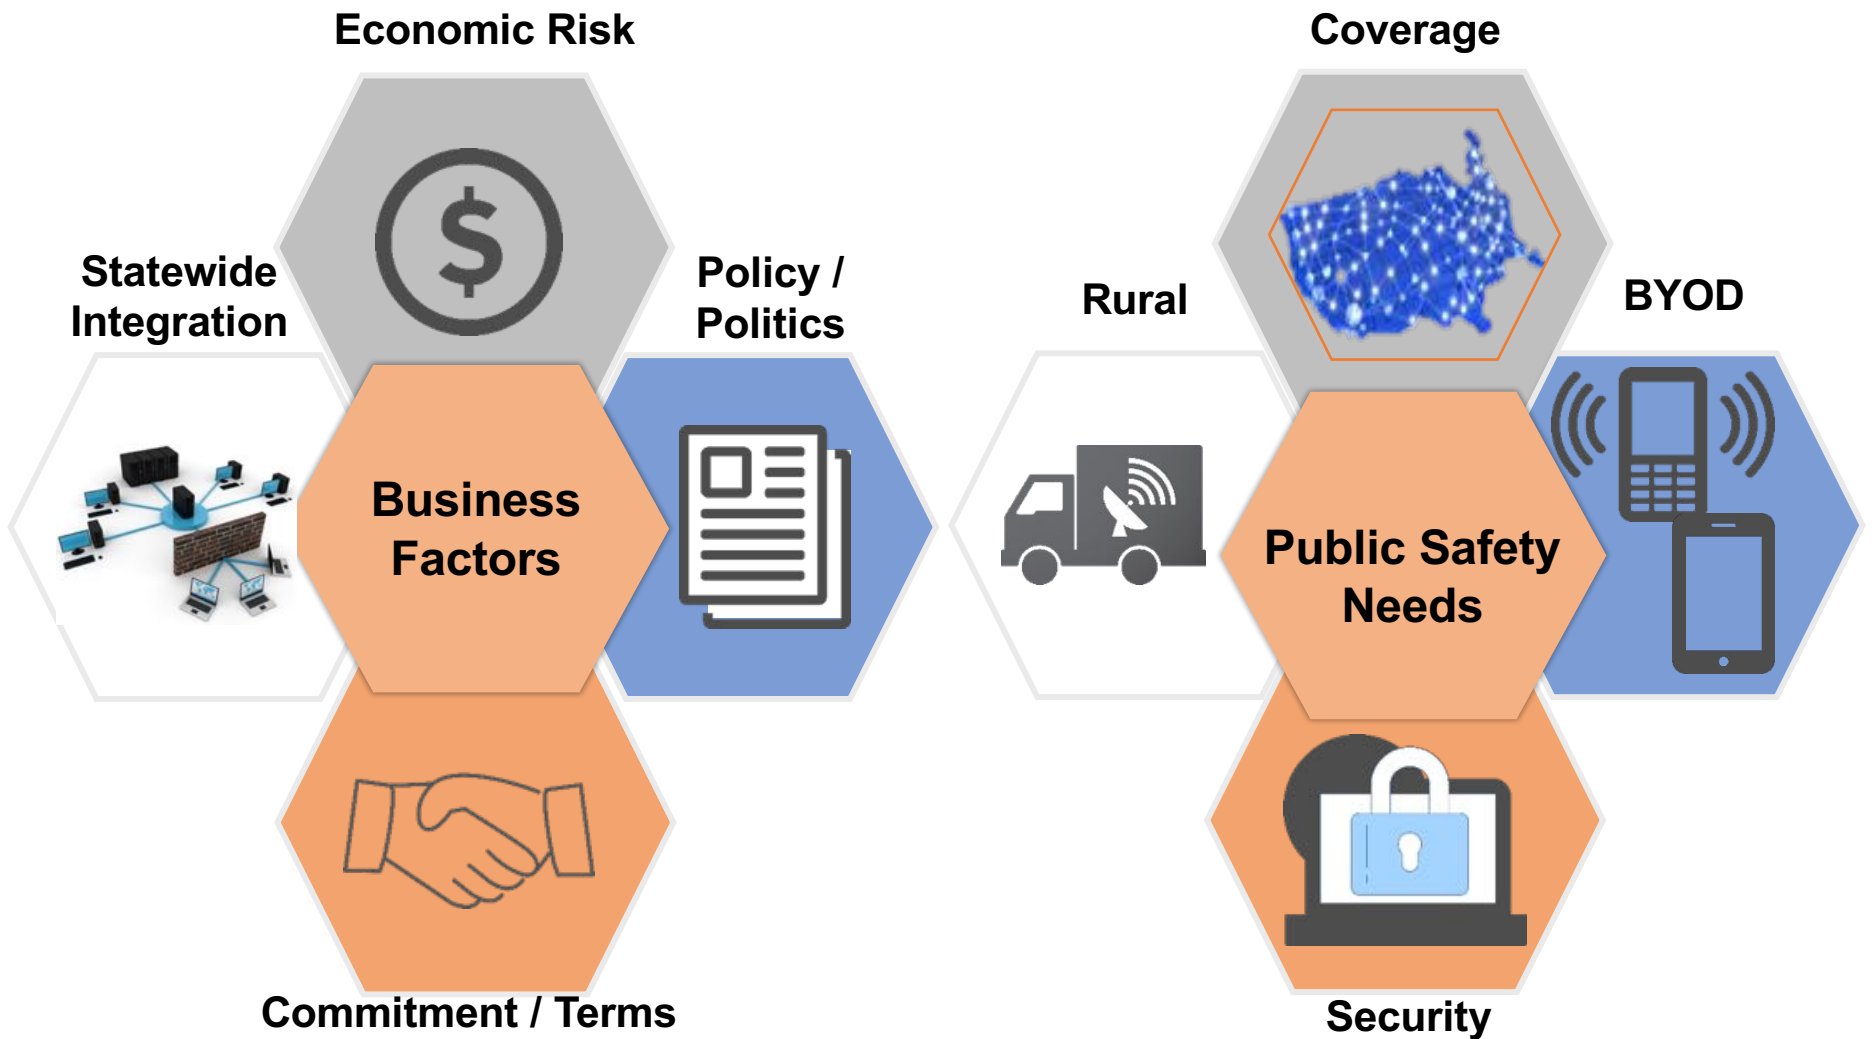 Economic Risk
Statewide
Integration
Policy /
Politics
Business
Factors
Commitment / Terms
Coverage
Rural
BYOD
Public Safety
Needs
Security